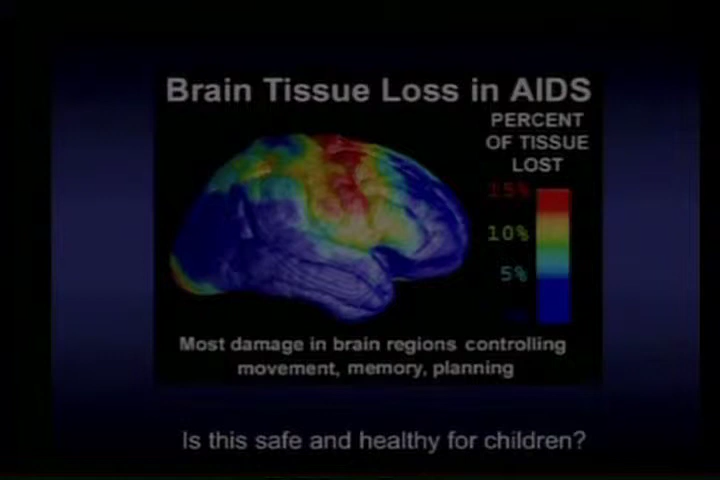 Brain Tissue Loss in AIDS
PERCENT
OF TISSUE
LOST
15%
10%
5%
Most damage in brain regions controlling
movement, memory, planning
Is this safe and healthy for children?